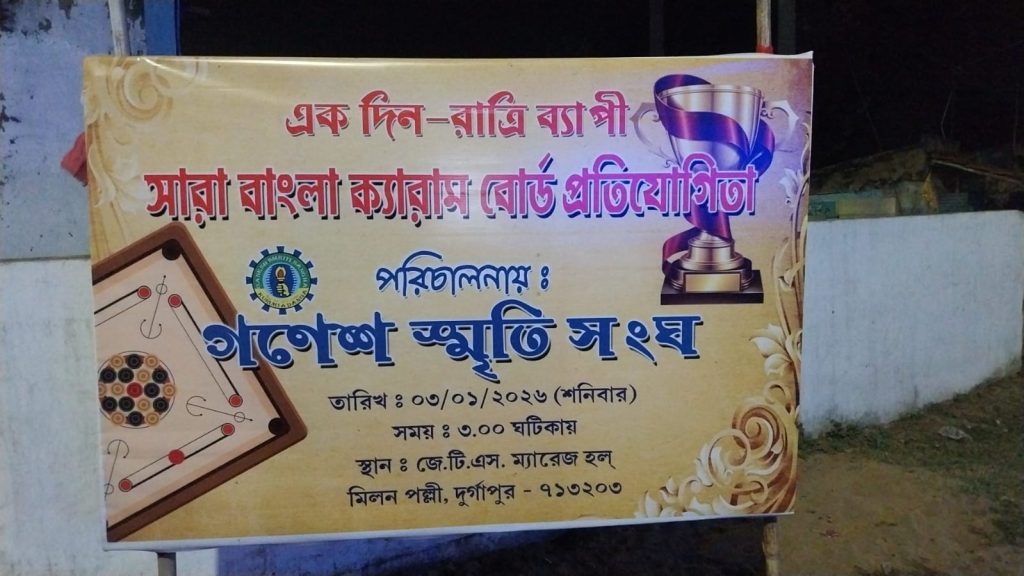 এক দিন-রাত্রি ব্যাপী
সারা বাংলা ক্যারাম বোর্ড প্রতিযোগিতা
পরিচালনায় :
গণেশ স্মৃতি সংঘ
তারিখ : ০৩/০১/২০২৬ (শনিবার)
সময় : ৩.০০ ঘটিকায়
স্থান : জে.টি.এস. ম্যারেজ হল্
মিলন পল্লী, দুর্গাপুর - ৭১৩২০৩